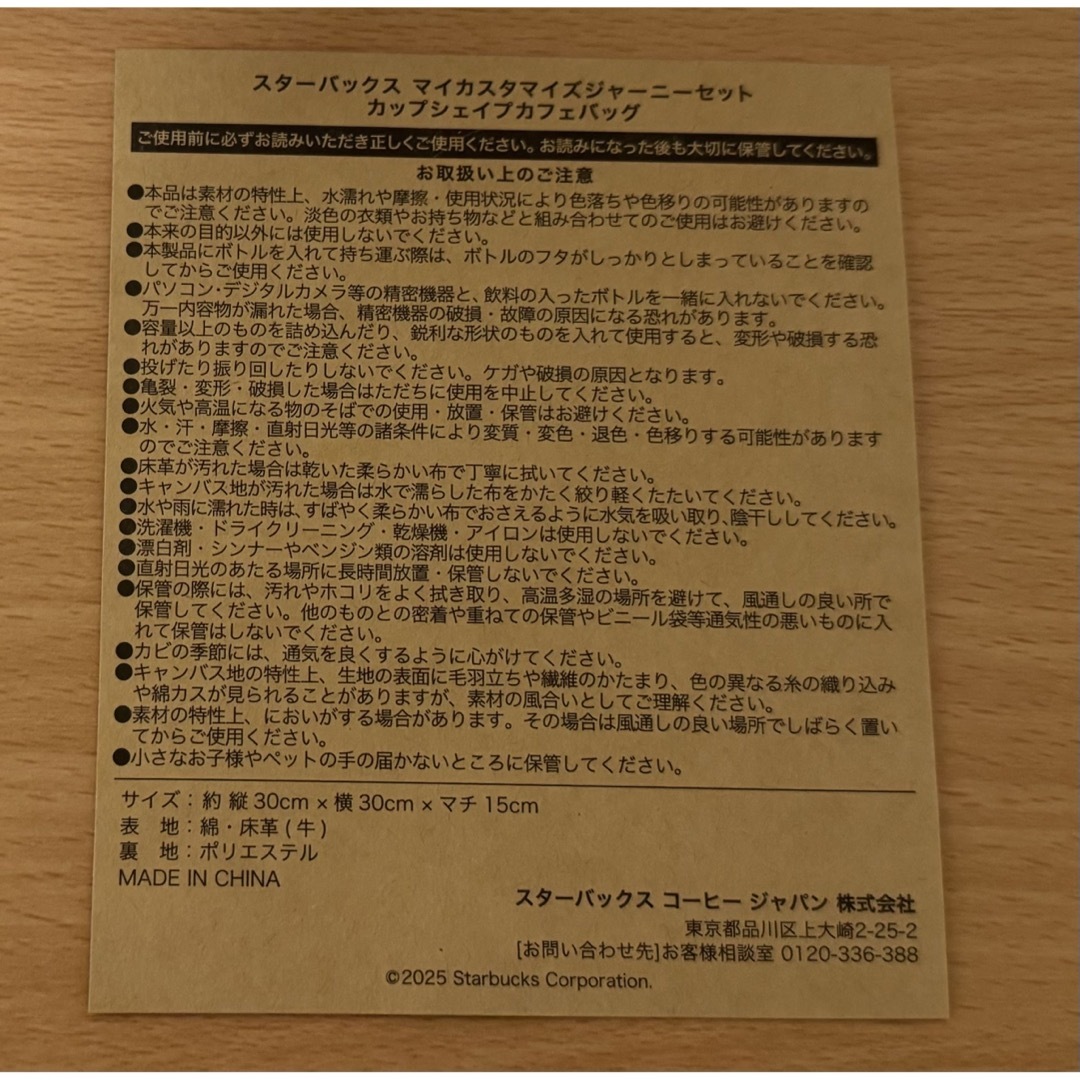 スターバックス マイカスタマイズジャーニーセット
カップシェイプカフェバッグ
ご使用前に必ずお読みいただき正しくご使用ください。お読みになった後も大切に保管してください。
お取扱い上のご注意
●本品は素材の特性上、水濡れや摩擦・使用状況により色落ちや色移りの可能性がありますの
でご注意ください。淡色の衣類やお持ち物などと組み合わせてのご使用はお避けください。
●本来の目的以外には使用しないでください。
●本製品にボトルを入れて持ち運ぶ際は、ボトルのフタがしっかりとしまっていることを確認
してからご使用ください。
●パソコン・デジタルカメラ等の精密機器と、飲料の入ったボトルを一緒に入れないでください。
万一内容物が漏れた場合、精密機器の破損・故障の原因になる恐れがあります。
●容量以上のものを詰め込んだり、鋭利な形状のものを入れて使用すると、変形や破損する恐
れがありますのでご注意ください。
●投げたり振り回したりしないでください。ケガや破損の原因となります。
●亀裂・変形・破損した場合はただちに使用を中止してください。
●火気や高温になる物のそばでの使用・放置・保管はお避けください。
●水・汗・摩擦・直射日光等の諸条件により変質・変色・退色・色移りする可能性があります
のでご注意ください。
●床革が汚れた場合は乾いた柔らかい布で丁寧に拭いてください。
●キャンバス地が汚れた場合は水で濡らした布をかたく絞り軽くたたいてください。
●水や雨に濡れた時は、すばやく柔らかい布でおさえるように水気を吸い取り、陰干ししてください。
●洗濯機・ドライクリーニング・乾燥機・アイロンは使用しないでください。
●漂白剤・シンナーやベンジン類の溶剤は使用しないでください。
●直射日光のあたる場所に長時間放置・保管しないでください。
●保管の際には、汚れやホコリをよく拭き取り、高温多湿の場所を避けて、風通しの良い所で
保管してください。他のものとの密着や重ねての保管やビニール袋等通気性の悪いものに入
れて保管はしないでください。
●カビの季節には、通気を良くするように心がけてください。
●キャンバス地の特性上、生地の表面に毛羽立ちや繊維のかたまり、色の異なる糸の織り込み
や綿カスが見られることがありますが、素材の風合いとしてご理解ください。
●素材の特性上、においがする場合があります。その場合は風通しの良い場所でしばらく置い
てからご使用ください。
●小さなお子様やペットの手の届かないところに保管してください。
サイズ：約 縦30cm × 横30cm × マチ 15cm
表 地：綿・床革 (牛)
裏 地：ポリエステル
MADE IN CHINA
スターバックス コーヒー ジャパン 株式会社
東京都品川区上大崎2-25-2
[お問い合わせ先]お客様相談室 0120-336-388
©2025 Starbucks Corporation.